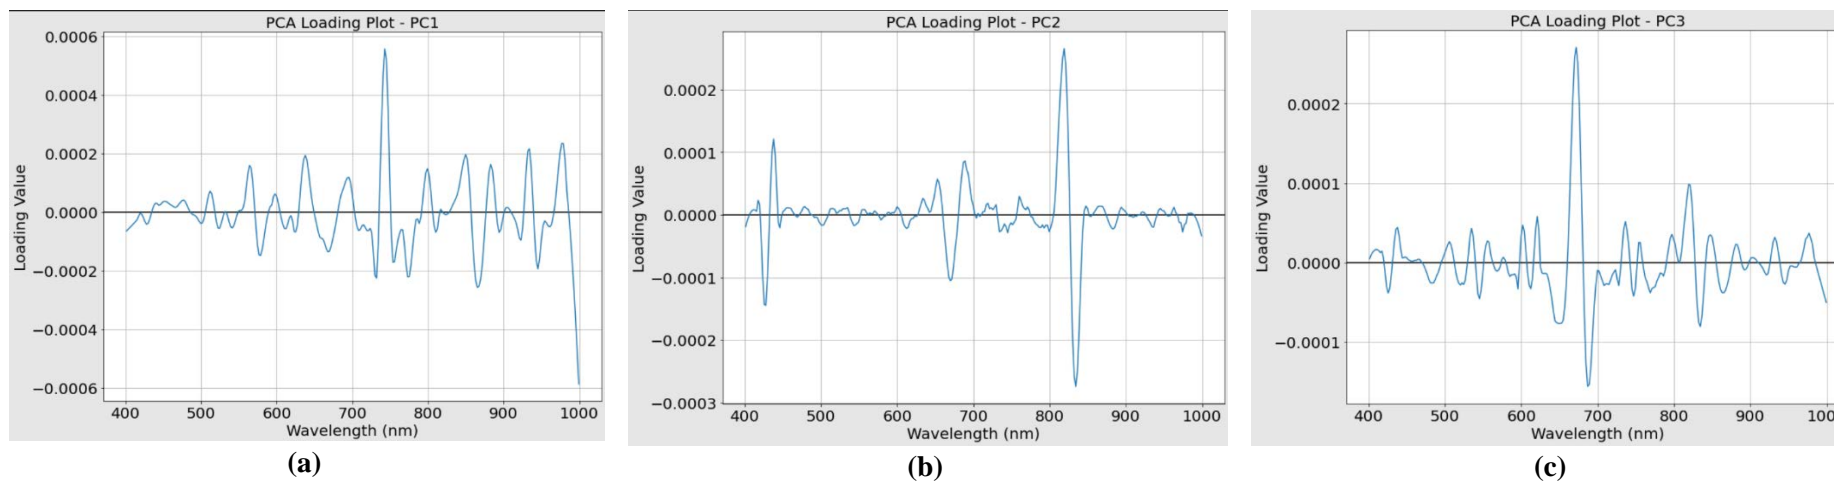 PCA Loading Plot - PC1
0.0006
0.0004
0.0002
0.0000
−0.0002
−0.0004
−0.0006
Loading Value
400 500 600 700 800 900 1000
Wavelength (nm)
(a)
PCA Loading Plot - PC2
0.0002
0.0001
0.0000
−0.0001
−0.0002
−0.0003
Loading Value
400 500 600 700 800 900 1000
Wavelength (nm)
(b)
PCA Loading Plot - PC3
0.0002
0.0001
0.0000
−0.0001
Loading Value
400 500 600 700 800 900 100
Wavelength (nm)
(c)